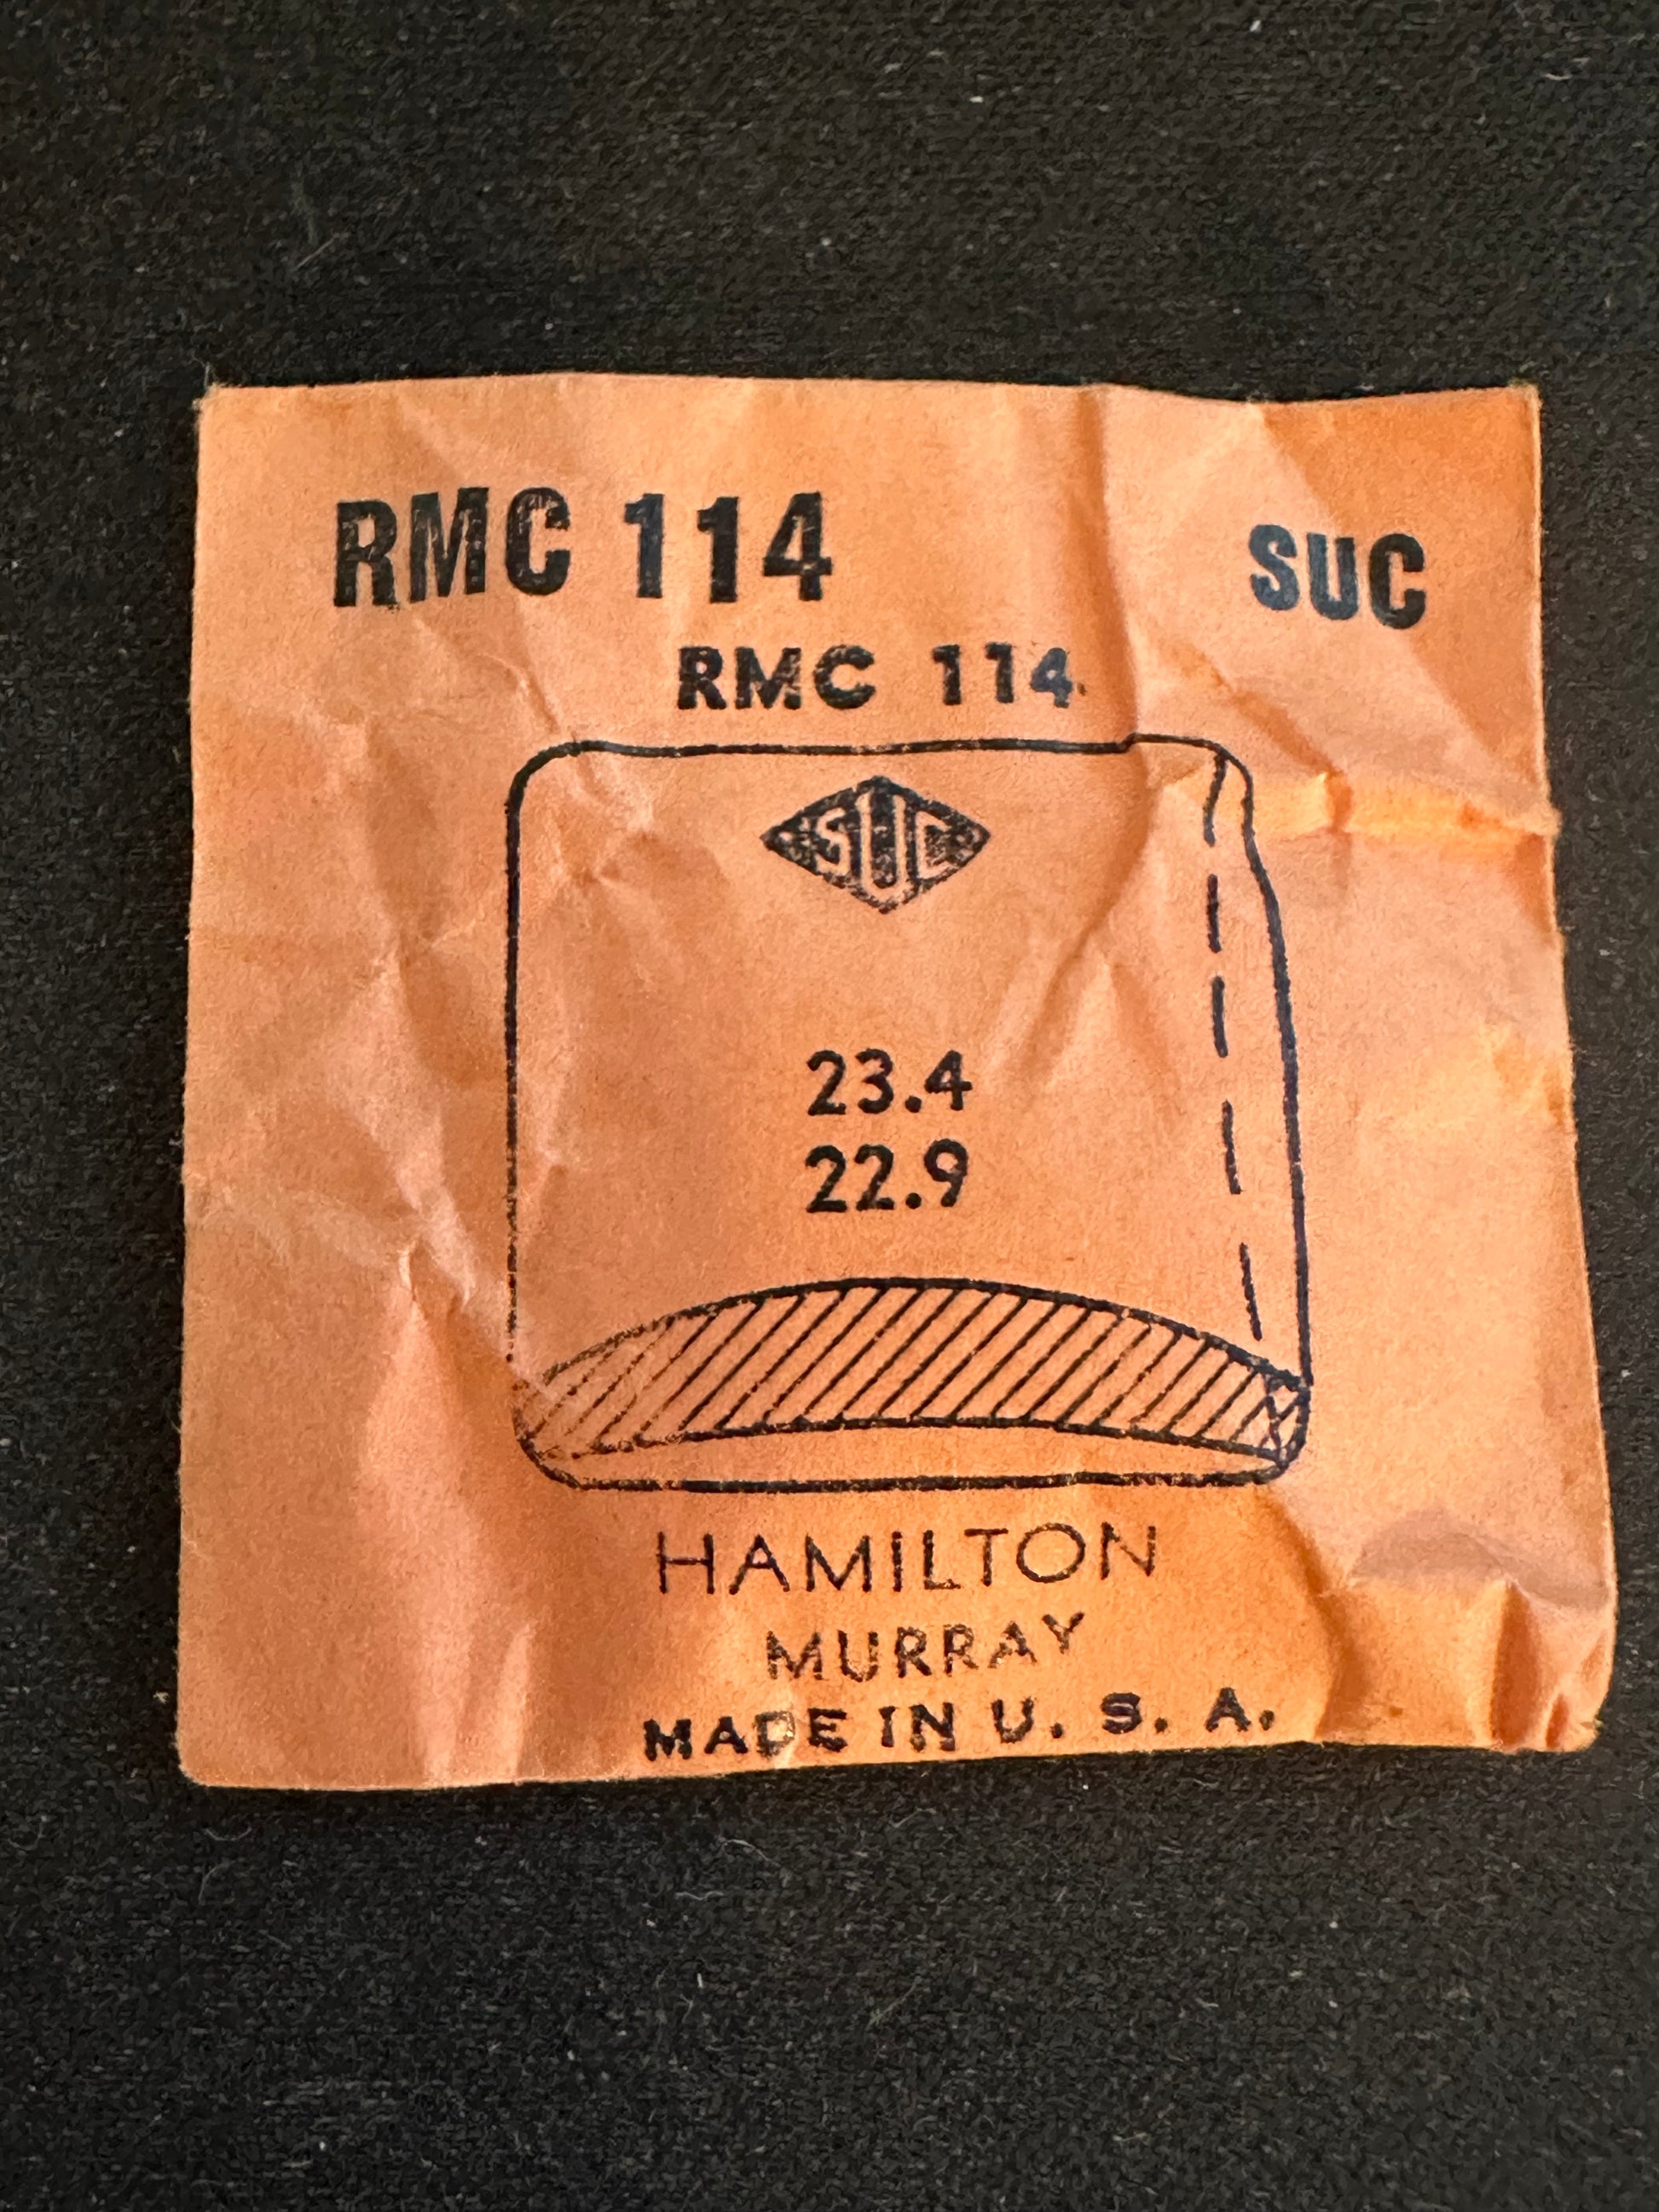 RMC 114 SUC
RMC 114
SUC
23.4
22.9
HAMILTON
MURRAY
MADE IN U. S. A.